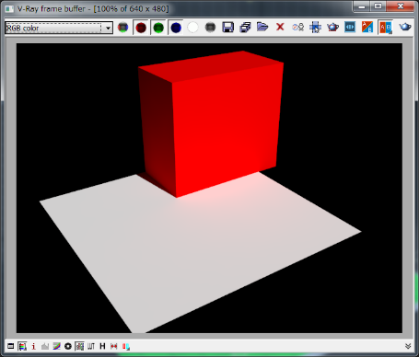 V-Ray frame buffer - [100% of 640 x 480]
RGB color